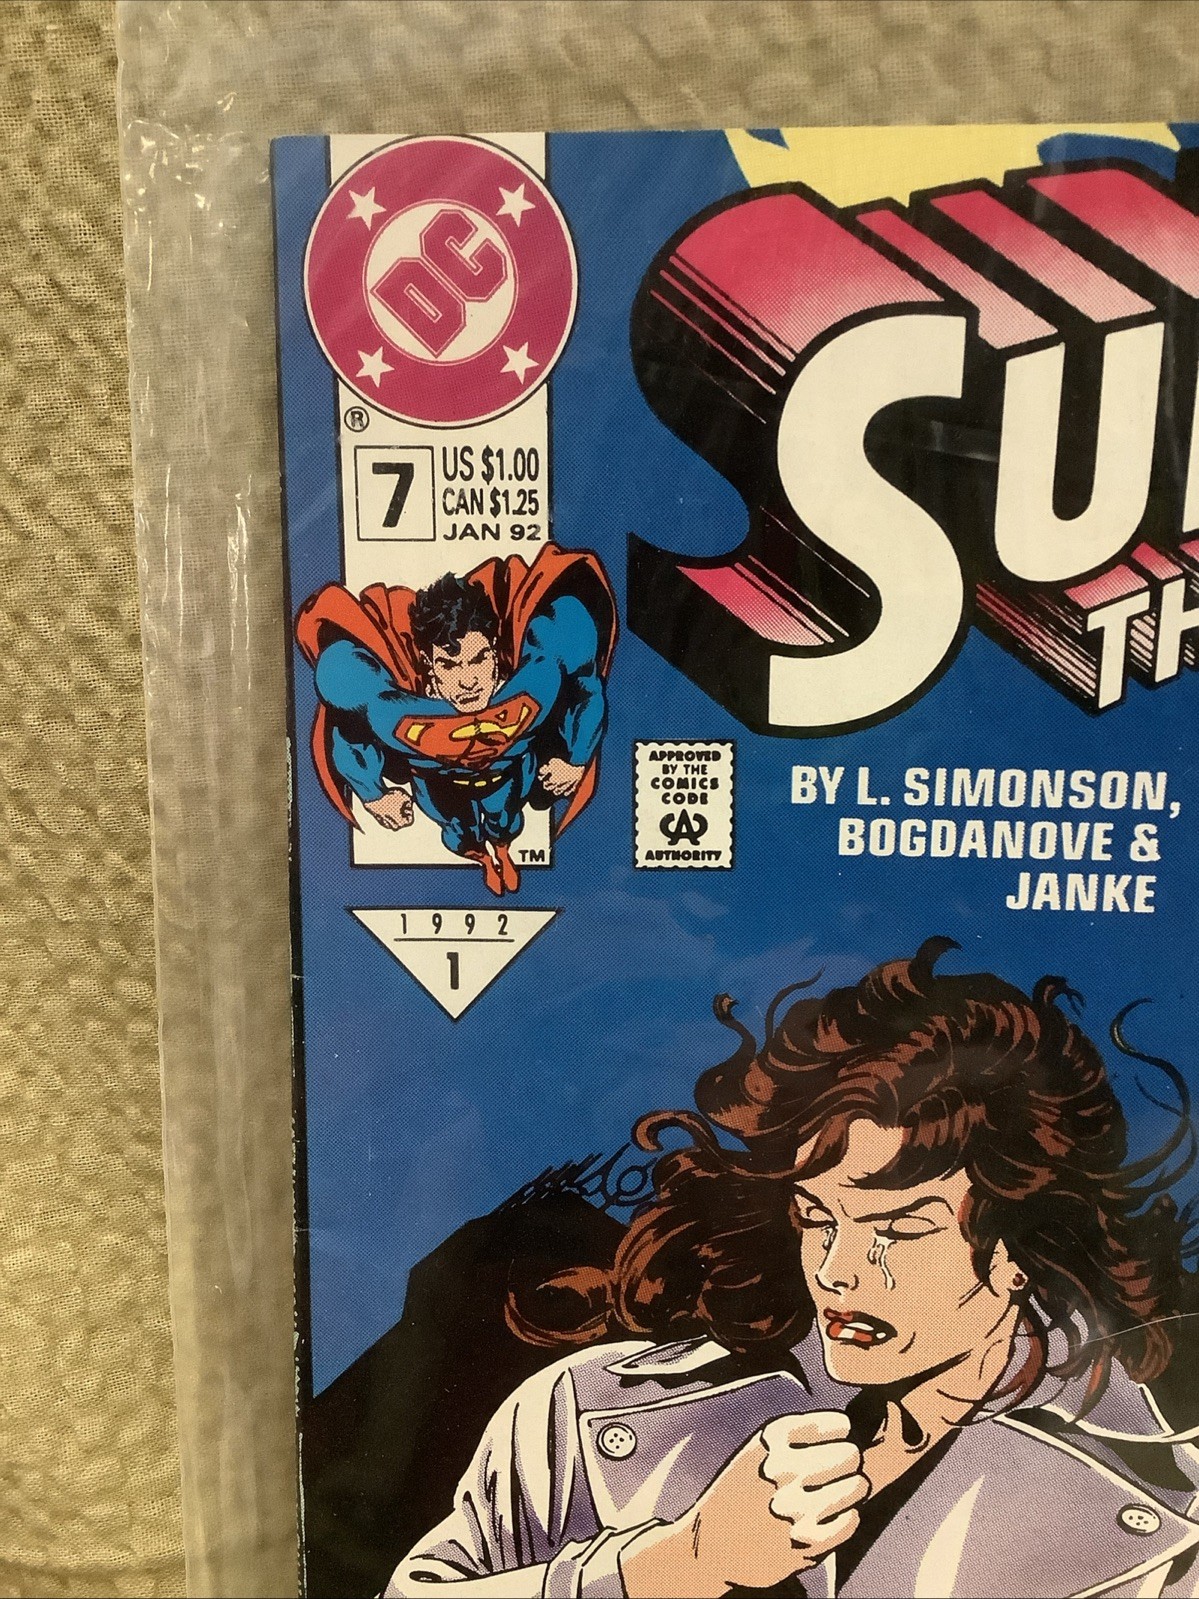 DC
®
7
US $1.00
CAN $1.25
JAN 92
TM
1992
1
SU
TH
APPROVED
BY THE
COMICS
CODE
CA
AUTHORITY
BY L. SIMONSON,
BOGDANOVE &
JANKE